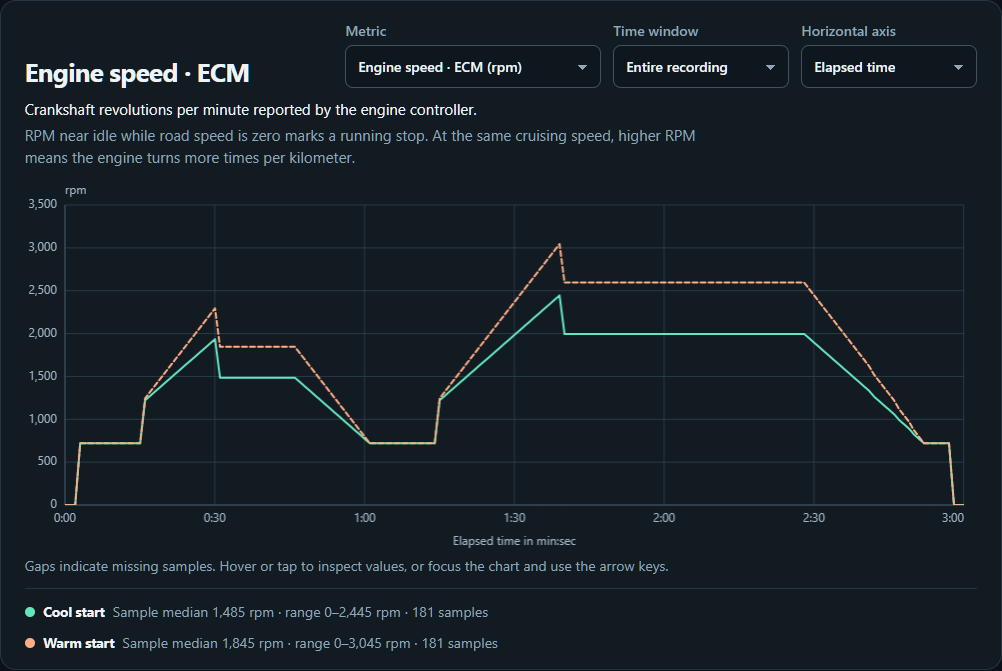 Metric
Time window
Horizontal axis
Engine speed · ECM
Engine speed · ECM (rpm)
Entire recording
Elapsed time
Crankshaft revolutions per minute reported by the engine controller.
RPM near idle while road speed is zero marks a running stop. At the same cruising speed, higher RPM
means the engine turns more times per kilometer.
rpm
3,500
3,000
2,500
2,000
1,500
1,000
500
0
0:00
0:30
1:00
1:30
2:00
2:30
3:00
Elapsed time in min:sec
Gaps indicate missing samples. Hover or tap to inspect values, or focus the chart and use the arrow keys.
Cool start Sample median 1,485 rpm · range 0–2,445 rpm · 181 samples
Warm start Sample median 1,845 rpm · range 0–3,045 rpm · 181 samples